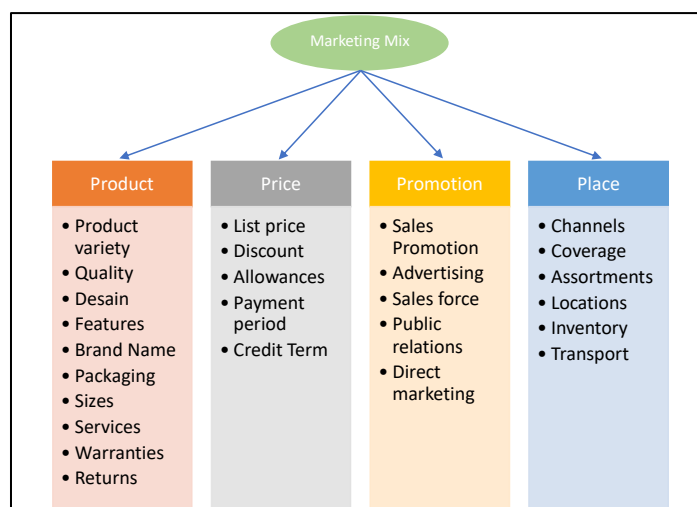 Marketing Mix
Product
• Product
variety
• Quality
• Desain
• Features
• Brand Name
• Packaging
• Sizes
• Services
• Warranties
• Returns
Price
• List price
• Discount
• Allowances
• Payment
period
• Credit Term
Promotion
• Sales
Promotion
• Advertising
• Sales force
• Public
relations
• Direct
marketing
Place
• Channels
• Coverage
• Assortments
• Locations
• Inventory
• Transport